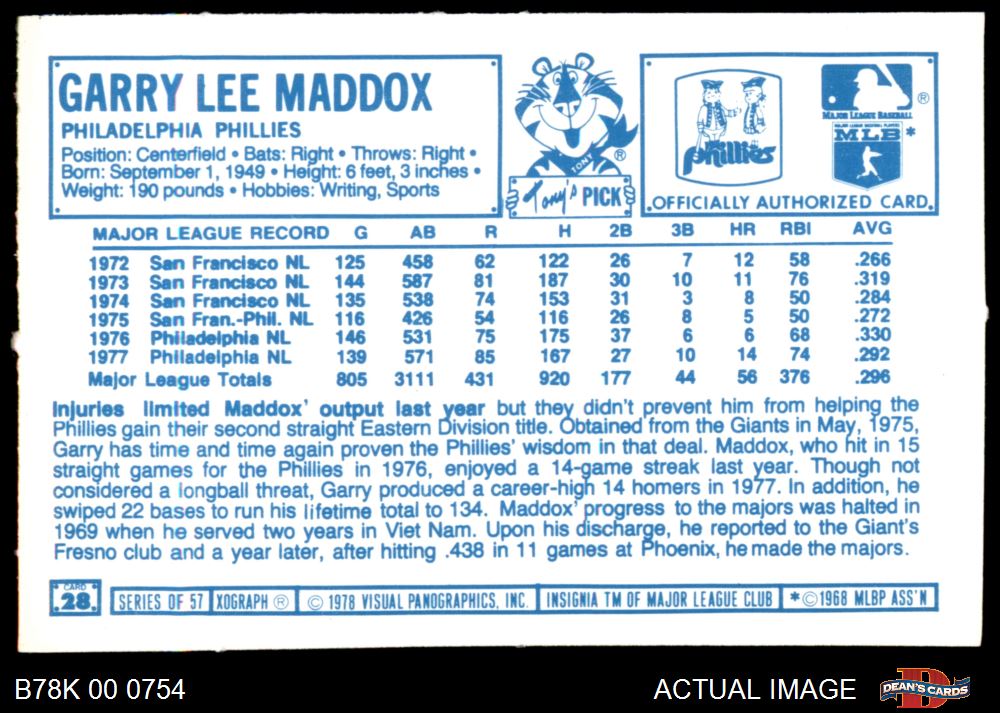 GARRY LEE MADDOX
PHILADELPHIA PHILLIES
Position: Centerfield • Bats: Right • Throws: Right •
Born: September 1, 1949 • Height: 6 feet, 3 inches •
Weight: 190 pounds • Hobbies: Writing, Sports
TONY
®
Tony's PICK
Phillies
®
MAJOR LEAGUE BASEBALL
MAJOR LEAGUE BASEBALL PLAYERS
MLB *
OFFICIALLY AUTHORIZED CARD
MAJOR LEAGUE RECORD G AB R H 2B 3B HR RBI AVG
1972 San Francisco NL 125 458 62 122 26 7 12 58 .266
1973 San Francisco NL 144 587 81 187 30 10 11 76 .319
1974 San Francisco NL 135 538 74 153 31 3 8 50 .284
1975 San Fran.-Phil. NL 116 426 54 116 26 8 5 50 .272
1976 Philadelphia NL 146 531 75 175 37 6 6 68 .330
1977 Philadelphia NL 139 571 85 167 27 10 14 74 .292
Major League Totals 805 3111 431 920 177 44 56 376 .296
Injuries limited Maddox' output last year but they didn't prevent him from helping the
Phillies gain their second straight Eastern Division title. Obtained from the Giants in May, 1975,
Garry has time and time again proven the Phillies' wisdom in that deal. Maddox, who hit in 15
straight games for the Phillies in 1976, enjoyed a 14-game streak last year. Though not
considered a longball threat, Garry produced a career-high 14 homers in 1977. In addition, he
swiped 22 bases to run his lifetime total to 134. Maddox' progress to the majors was halted in
1969 when he served two years in Viet Nam. Upon his discharge, he reported to the Giant's
Fresno club and a year later, after hitting .438 in 11 games at Phoenix, he made the majors.
CARD
28
SERIES OF 57 XOGRAPH ® © 1978 VISUAL PANOGRAPHICS, INC. INSIGNIA TM OF MAJOR LEAGUE CLUB *©1968 MLBP ASS'N
B78K 00 0754
ACTUAL IMAGE
DEAN'S CARDS